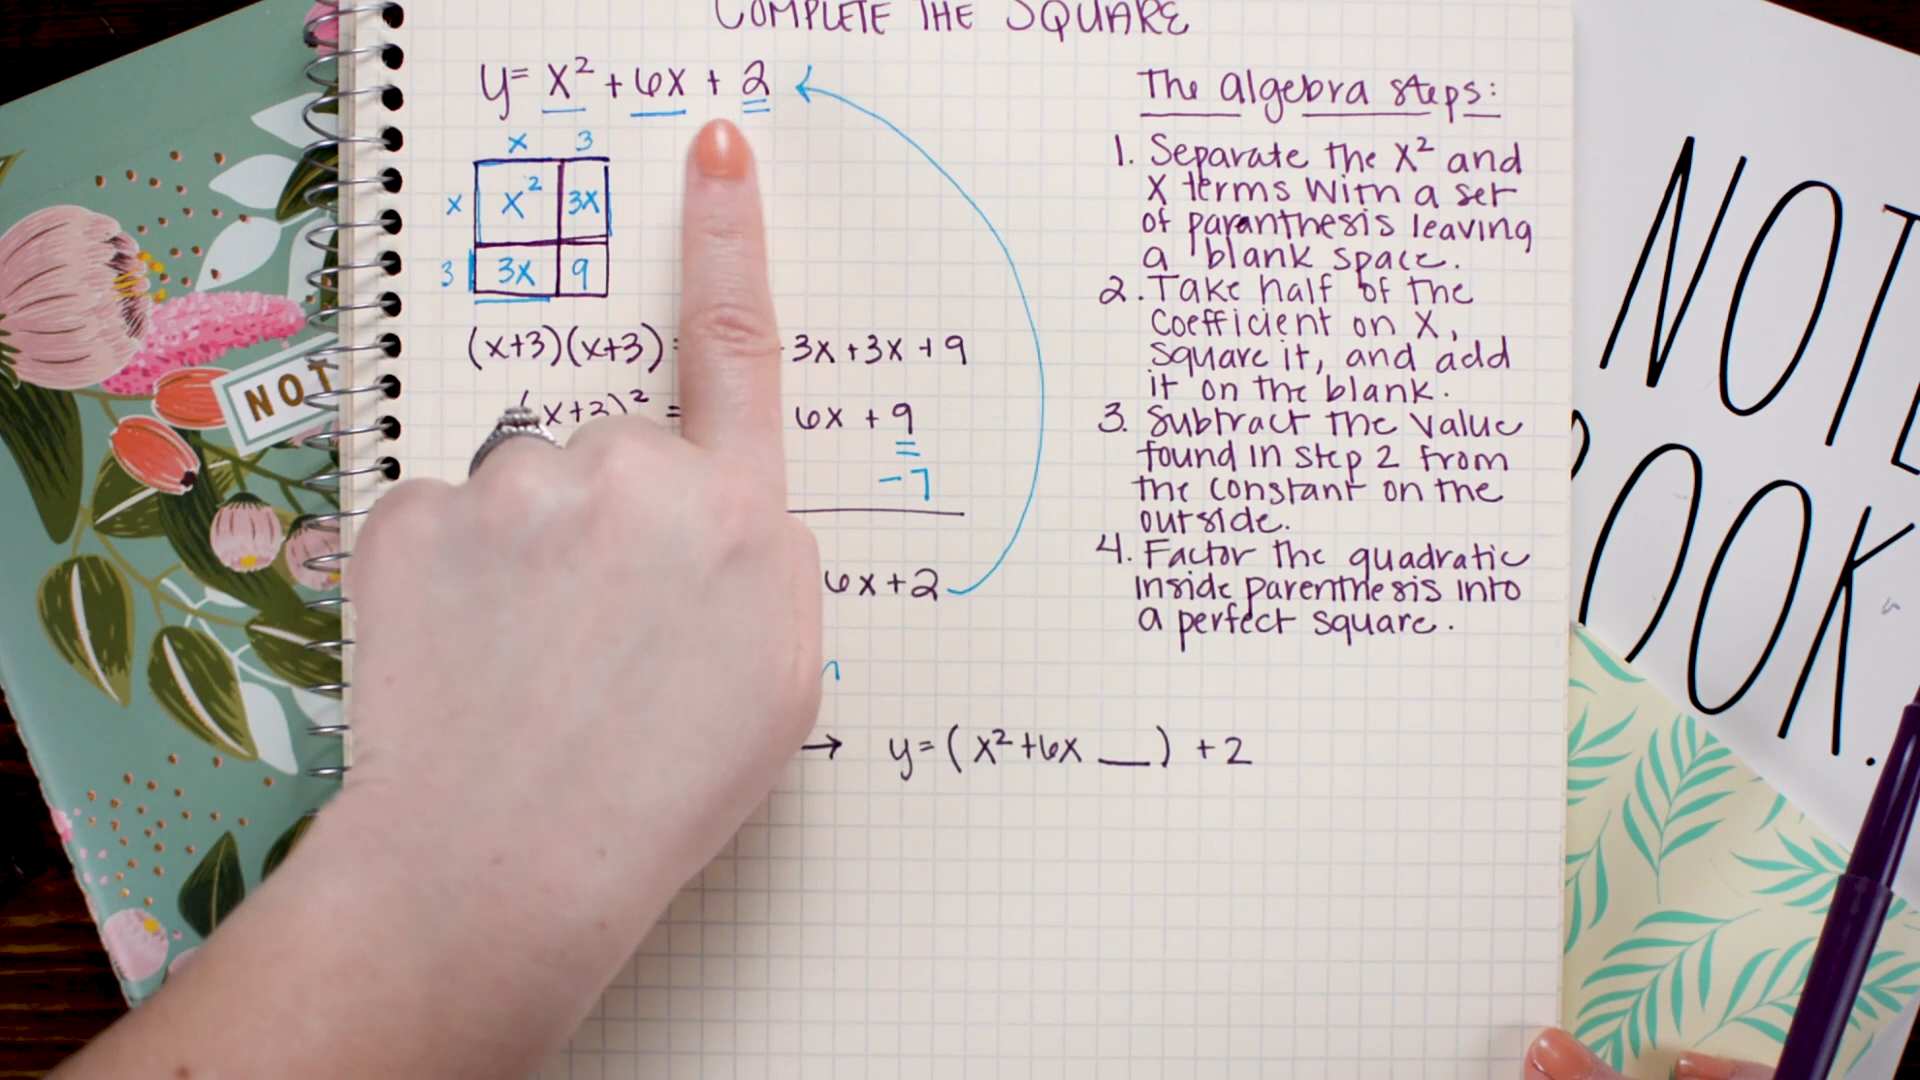 COMPLETE THE SQUARE
y = x² + 6x + 2
x 3
x x² 3x
3 3x 9
(x+3)(x+3) = 3x + 3x + 9
(x+3)² = 6x + 9
-7
6x + 2
→ y = (x² + 6x __) + 2
The algebra steps:
1. Separate the x² and
x terms with a set
of paranthesis leaving
a blank space.
2. Take half of the
coefficient on x,
square it, and add
it on the blank.
3. Subtract the value
found in step 2 from
the constant on the
outside.
4. Factor the quadratic
inside parenthesis into
a perfect square.
NOT
NOTE
OOK.